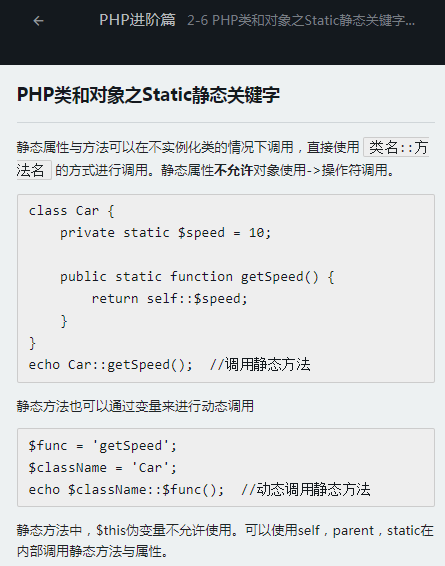 ← PHP进阶篇 2-6 PHP类和对象之Static静态关键字...
PHP类和对象之Static静态关键字
静态属性与方法可以在不实例化类的情况下调用，直接使用 类名::方
法名 的方式进行调用。静态属性不允许对象使用->操作符调用。
class Car {
    private static $speed = 10;
    public static function getSpeed() {
        return self::$speed;
    }
}
echo Car::getSpeed();  //调用静态方法
静态方法也可以通过变量来进行动态调用
$func = 'getSpeed';
$className = 'Car';
echo $className::$func();  //动态调用静态方法
静态方法中，$this伪变量不允许使用。可以使用self，parent，static在
内部调用静态方法与属性。